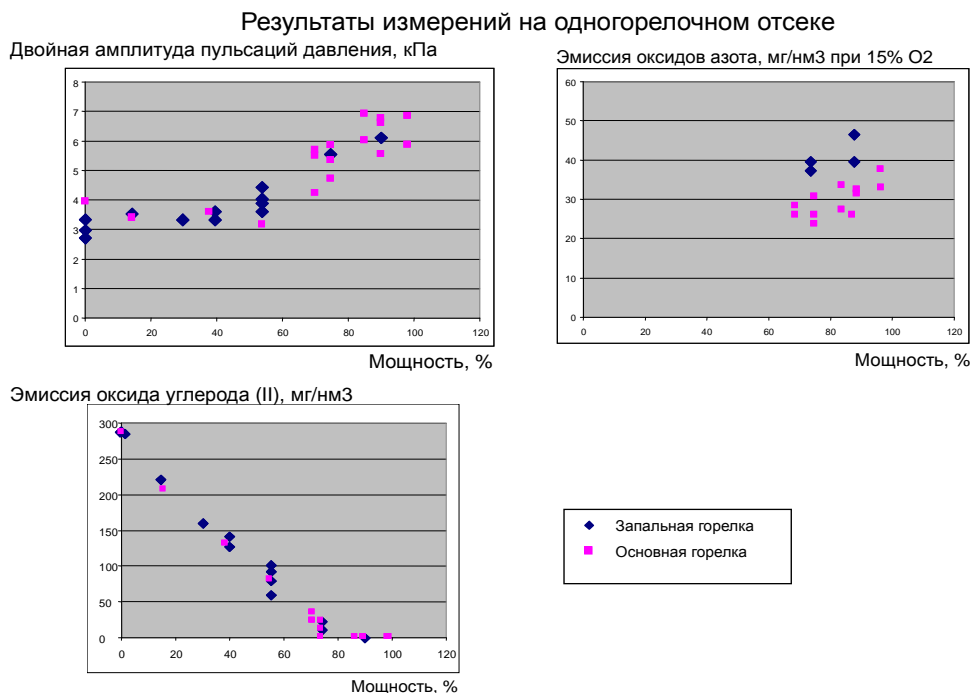 Результаты измерений на одногорелочном отсеке
Двойная амплитуда пульсаций давления, кПа
Эмиссия оксидов азота, мг/нм3 при 15% О2
8
7
6
5
4
3
2
1
0
0 20 40 60 80 100 120
Мощность, %
60
50
40
30
20
10
0
0 20 40 60 80 100 120
Мощность, %
Эмиссия оксида углерода (II), мг/нм3
300
250
200
150
100
50
0
0 20 40 60 80 100 120
Мощность, %
Запальная горелка
Основная горелка